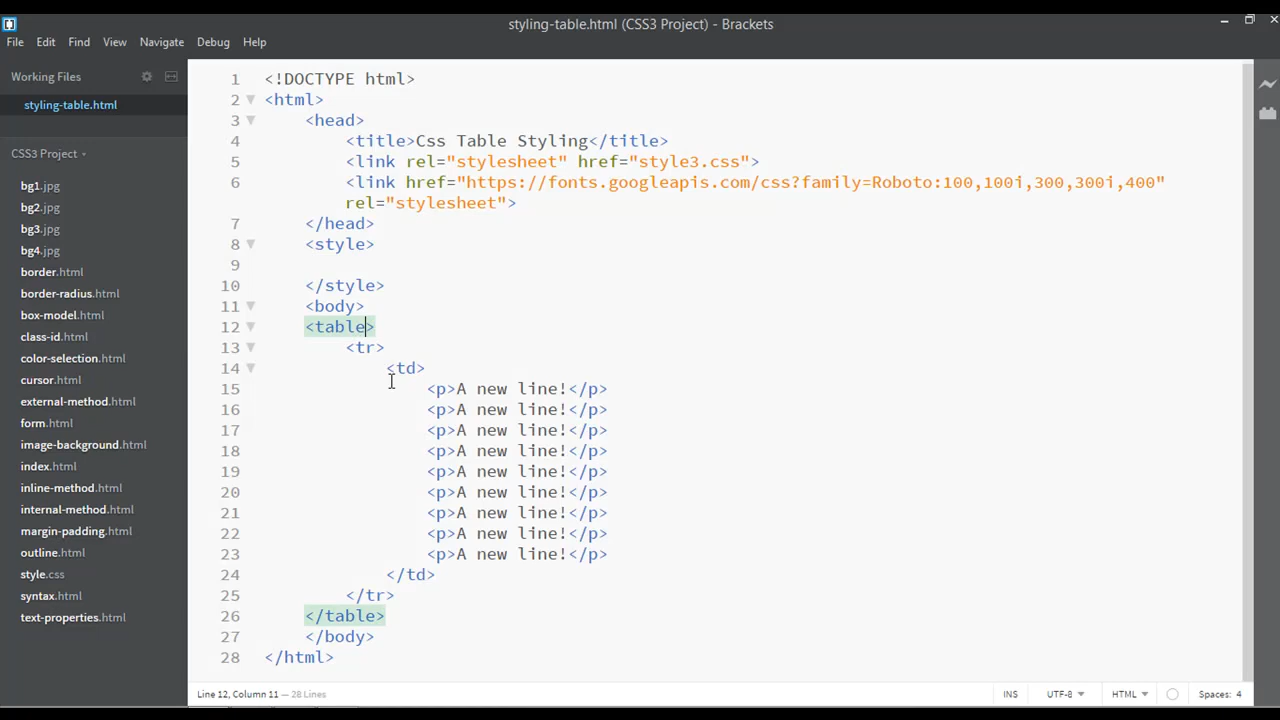 styling-table.html (CSS3 Project) - Brackets
File Edit Find View Navigate Debug Help
Working Files
styling-table.html
CSS3 Project
bg1.jpg
bg2.jpg
bg3.jpg
bg4.jpg
border.html
border-radius.html
box-model.html
class-id.html
color-selection.html
cursor.html
external-method.html
form.html
image-background.html
index.html
inline-method.html
internal-method.html
margin-padding.html
outline.html
style.css
syntax.html
text-properties.html
1 <!DOCTYPE html>
2 <html>
3 <head>
4 <title>Css Table Styling</title>
5 <link rel="stylesheet" href="style3.css">
6 <link href="https://fonts.googleapis.com/css?family=Roboto:100,100i,300,300i,400"
rel="stylesheet">
7 </head>
8 <style>
9
10 </style>
11 <body>
12 <table>
13 <tr>
14 <td>
15 <p>A new line!</p>
16 <p>A new line!</p>
17 <p>A new line!</p>
18 <p>A new line!</p>
19 <p>A new line!</p>
20 <p>A new line!</p>
21 <p>A new line!</p>
22 <p>A new line!</p>
23 <p>A new line!</p>
24 </td>
25 </tr>
26 </table>
27 </body>
28 </html>
Line 12, Column 11 — 28 Lines INS UTF-8 HTML Spaces: 4